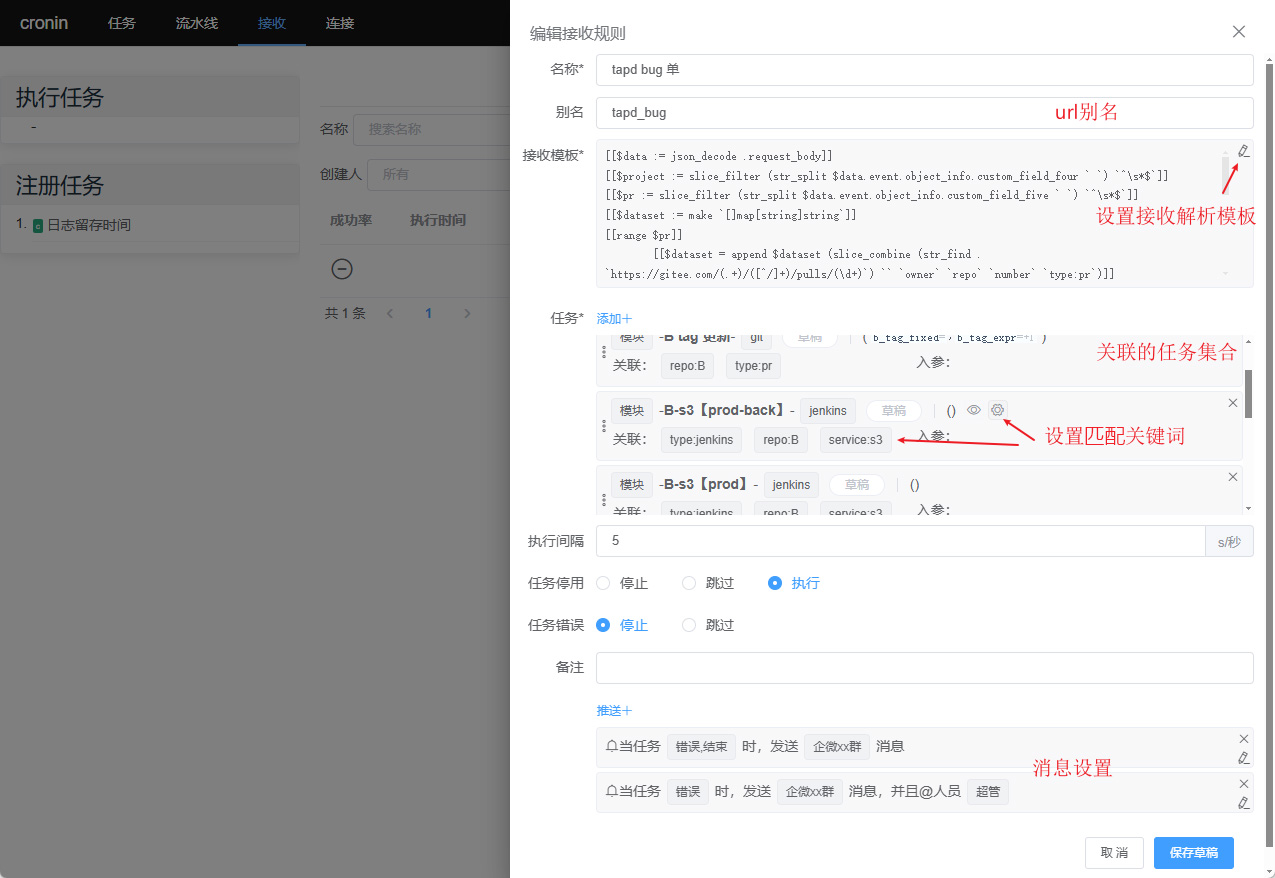 cronin 任务 流水线 接收 连接
执行任务
-
注册任务
1. 日志留存时间
名称 搜索名称
创建人 所有
成功率 执行时间
共 1 条 1
编辑接收规则
名称* tapd bug 单
别名 tapd_bug
url别名
接收模板*
[[$data := json_decode .request_body]]
[[$project := slice_filter (str_split $data.event.object_info.custom_field_four ` `) `^\s*$`]]
[[$pr := slice_filter (str_split $data.event.object_info.custom_field_five ` `) `^\s*$`]]
[[$dataset := make `[]map[string]string`]]
[[range $pr]]
[[$dataset = append $dataset (slice_combine (str_find .
`https://gitee.com/(.+)/([^/]+)/pulls/(\d+)`) `` `owner` `repo` `number` `type:pr`)]]
设置接收解析模板
任务* 添加+
模块 -B tag 更新- git 草稿 | (
关联: repo:B type:pr 入参:
关联的任务集合
模块 -B-s3【prod-back】- jenkins 草稿 | ()
关联: type:jenkins repo:B service:s3 入参:
设置匹配关键词
模块 -B-s3【prod】- jenkins 草稿 | ()
关联: type:jenkins repo:B service:s3 入参:
执行间隔 5 s/秒
任务停用 停止 跳过 执行
任务错误 停止 跳过
备注
推送+
当任务 错误,结束 时，发送 企微xx群 消息
消息设置
当任务 错误 时，发送 企微xx群 消息，并且@人员 超管
取 消 保存草稿